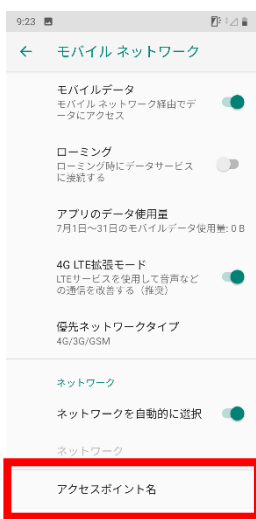 9:23
モバイル ネットワーク
モバイルデータ
モバイル ネットワーク経由でデ
ータにアクセス
ローミング
ローミング時にデータサービス
に接続する
アプリのデータ使用量
7月1日～31日のモバイルデータ使用量: 0 B
4G LTE拡張モード
LTEサービスを使用して音声など
の通信を改善する（推奨）
優先ネットワークタイプ
4G/3G/GSM
ネットワーク
ネットワークを自動的に選択
ネットワーク
アクセスポイント名